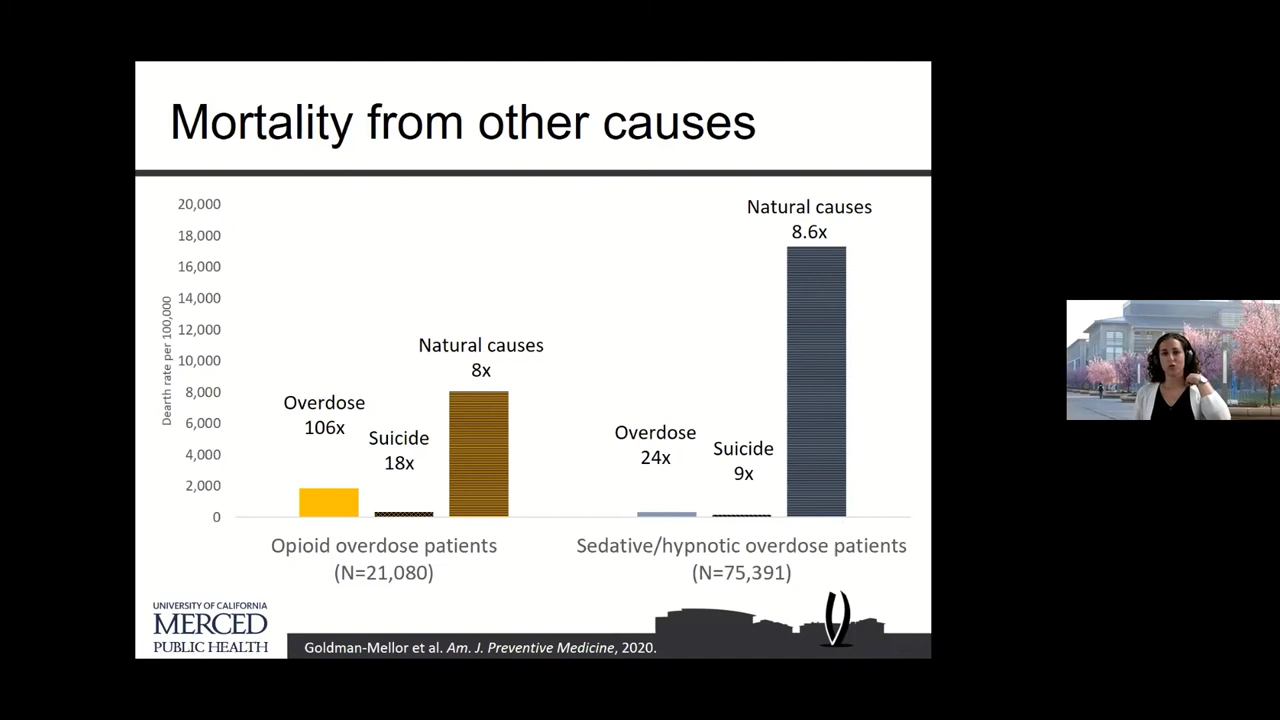 Mortality from other causes
20,000
18,000
16,000
14,000
12,000
10,000
8,000
6,000
4,000
2,000
0
Dearth rate per 100,000
Overdose
106x
Suicide
18x
Natural causes
8x
Overdose
24x
Suicide
9x
Natural causes
8.6x
Opioid overdose patients
(N=21,080)
Sedative/hypnotic overdose patients
(N=75,391)
UNIVERSITY OF CALIFORNIA
MERCED
PUBLIC HEALTH
Goldman-Mellor et al. Am. J. Preventive Medicine, 2020.